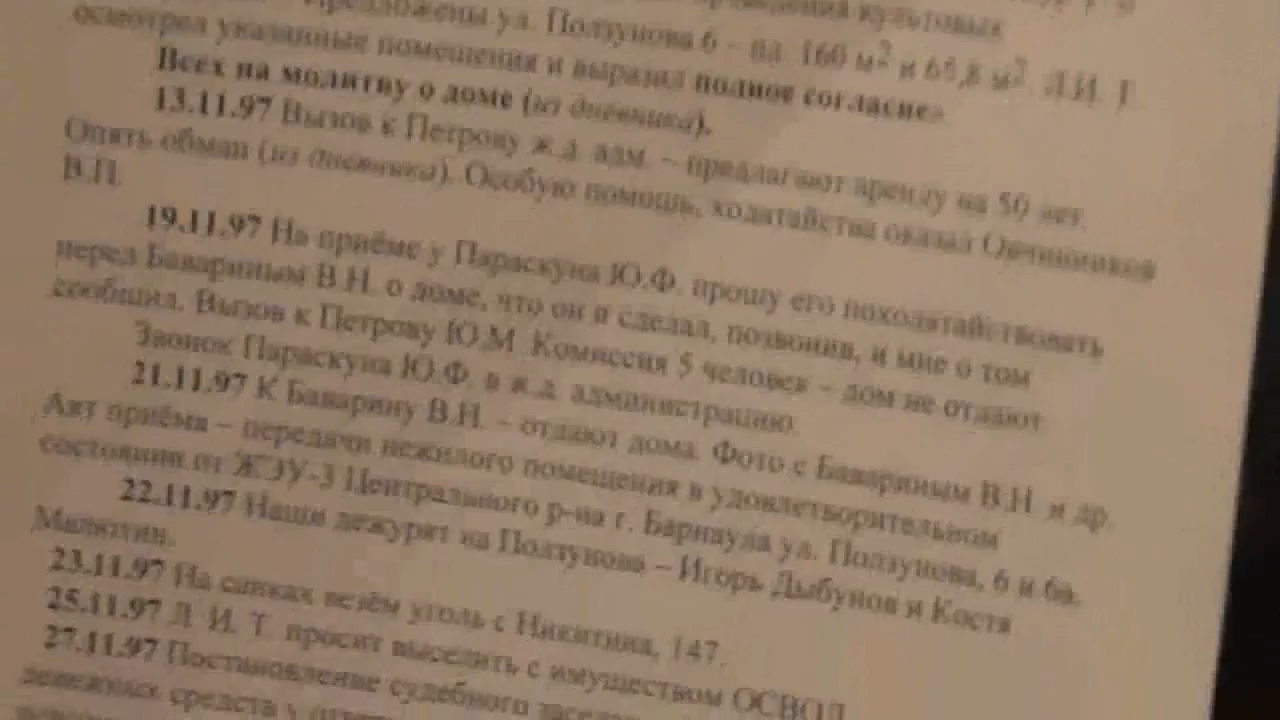 культовых
Предложены ул. Ползунова 6 – пл. 160 м² и 65,8 м². Л.И. Т.
осмотрел указанные помещения и выразил полное согласие»
Всех на молитву о доме (из дневника).
13.11.97 Вызов к Петрову ж.д. адм. – предлагают аренду на 50 лет.
Опять обман (из дневника). Особую помощь, ходатайства оказал Овчинников
В.П.
19.11.97 На приёме у Параскуна Ю.Ф. прошу его походатайствовать
перед Бавариным В.Н. о доме, что он и сделал, позвонив, и мне о том
сообщил. Вызов к Петрову Ю.М. Комиссия 5 человек – дом не отдают
Звонок Параскуна Ю.Ф. в ж.д. администрацию.
21.11.97 К Баварину В.Н. – отдают дома. Фото с Бавариным В.Н. и др.
Акт приёма – передачи нежилого помещения в удовлетворительном
состоянии от ЖЭУ-3 Центрального р-на г. Барнаула ул. Ползунова, 6 и 6а.
22.11.97 Наши дежурят на Ползунова – Игорь Дыбунов и Костя
Малютин.
23.11.97 На санках везём уголь с Никитина, 147.
25.11.97 Л. И. Т. просит выселить с имуществом ОСВОД
27.11.97 Постановление судебного
денежных средств у